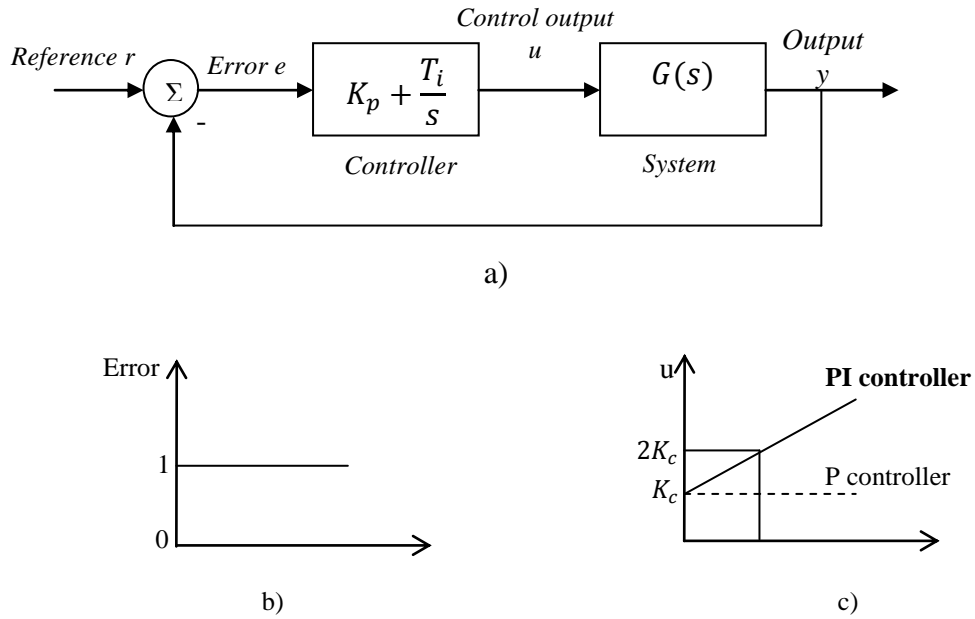 Control output
u
Output
y
Reference r
Error e
Σ
-
K_p + T_i/s
G(s)
Controller
System
a)
Error
1
0
b)
u
PI controller
2K_c
K_c
P controller
c)